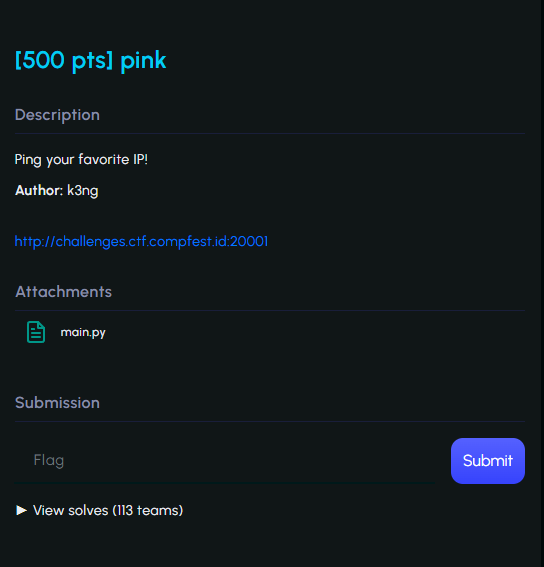 [500 pts] pink
Description
Ping your favorite IP!
Author: k3ng
http://challenges.ctf.compfest.id:20001
Attachments
main.py
Submission
Flag
Submit
► View solves (113 teams)